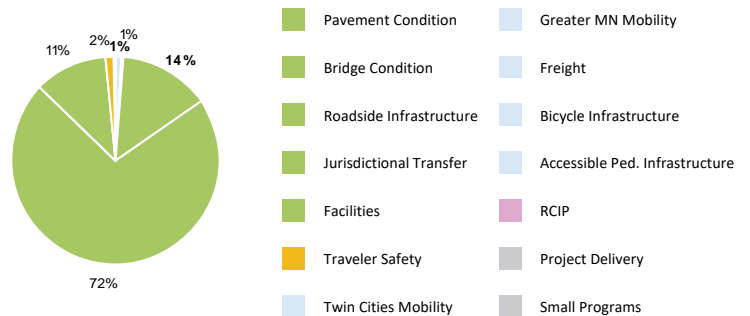 2%
1%
1%
11%
14%
72%
Pavement Condition
Bridge Condition
Roadside Infrastructure
Jurisdictional Transfer
Facilities
Traveler Safety
Twin Cities Mobility
Greater MN Mobility
Freight
Bicycle Infrastructure
Accessible Ped. Infrastructure
RCIP
Project Delivery
Small Programs